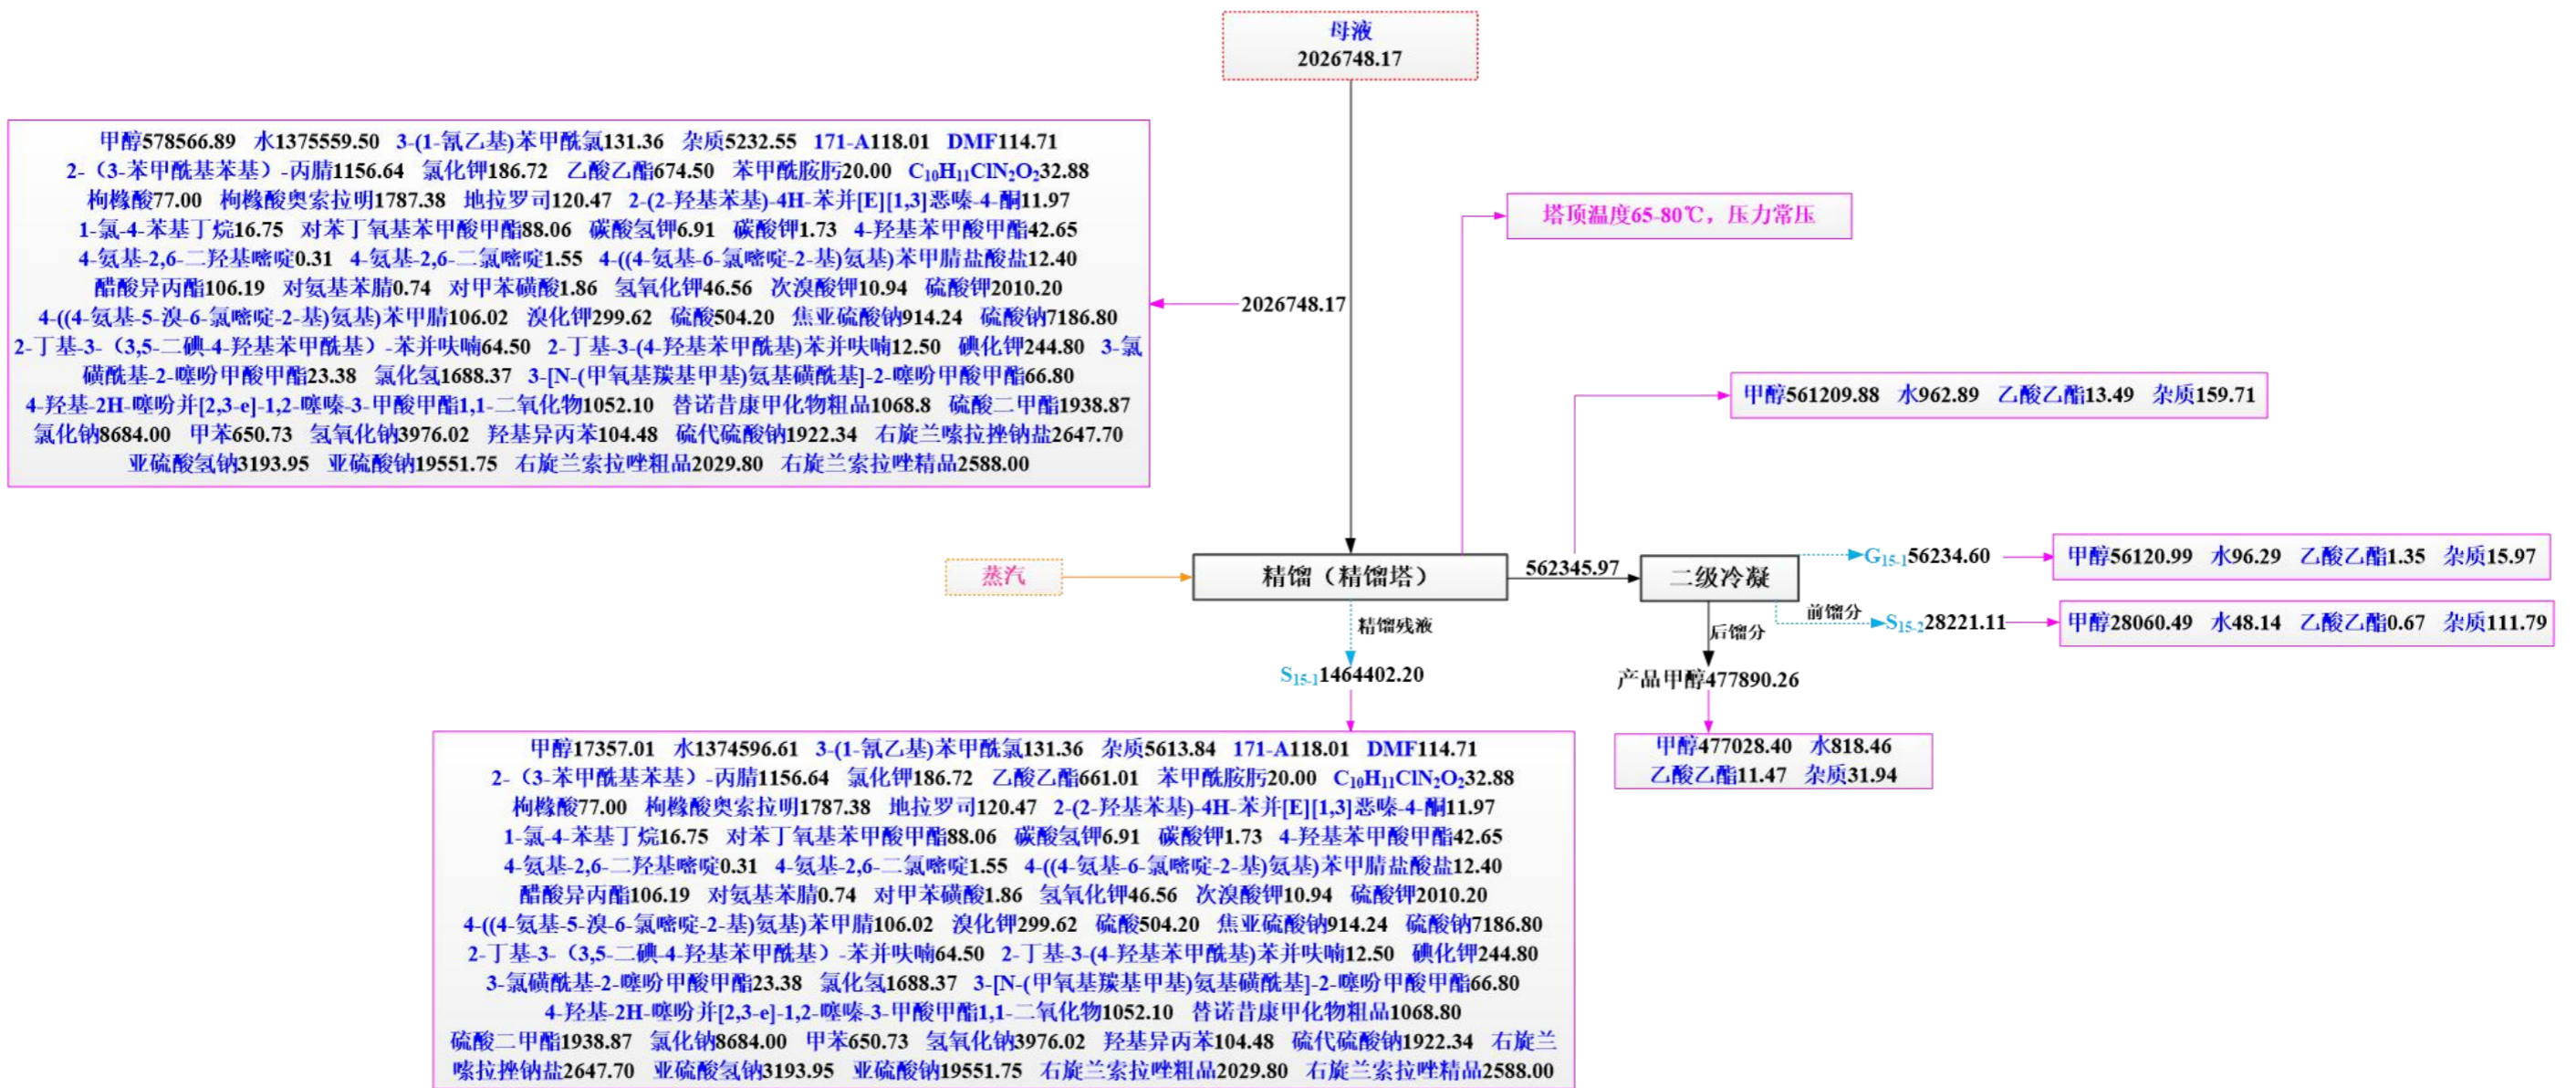 母液
2026748.17
甲醇578566.89 水1375559.50 3-(1-氰乙基)苯甲酰氯131.36 杂质5232.55 171-A118.01 DMF114.71
2-（3-苯甲酰基苯基）-丙腈1156.64 氯化钾186.72 乙酸乙酯674.50 苯甲酰胺肟20.00 C₁₀H₁₁ClN₂O₂32.88
枸橼酸77.00 枸橼酸奥索拉明1787.38 地拉罗司120.47 2-(2-羟基苯基)-4H-苯并[E][1,3]恶嗪-4-酮11.97
1-氯-4-苯基丁烷16.75 对苯丁氧基苯甲酸甲酯88.06 碳酸氢钾6.91 碳酸钾1.73 4-羟基苯甲酸甲酯42.65
4-氨基-2,6-二羟基嘧啶0.31 4-氨基-2,6-二氯嘧啶1.55 4-((4-氨基-6-氯嘧啶-2-基)氨基)苯甲腈盐酸盐12.40
醋酸异丙酯106.19 对氨基苯腈0.74 对甲苯磺酸1.86 氢氧化钾46.56 次溴酸钾10.94 硫酸钾2010.20
4-((4-氨基-5-溴-6-氯嘧啶-2-基)氨基)苯甲腈106.02 溴化钾299.62 硫酸504.20 焦亚硫酸钠914.24 硫酸钠7186.80
2-丁基-3-（3,5-二碘-4-羟基苯甲酰基）-苯并呋喃64.50 2-丁基-3-(4-羟基苯甲酰基)苯并呋喃12.50 碘化钾244.80 3-氯
磺酰基-2-噻吩甲酸甲酯23.38 氯化氢1688.37 3-[N-(甲氧基羰基甲基)氨基磺酰基]-2-噻吩甲酸甲酯66.80
4-羟基-2H-噻吩并[2,3-e]-1,2-噻嗪-3-甲酸甲酯1,1-二氧化物1052.10 替诺昔康甲化物粗品1068.8 硫酸二甲酯1938.87
氯化钠8684.00 甲苯650.73 氢氧化钠3976.02 羟基异丙苯104.48 硫代硫酸钠1922.34 右旋兰嗦拉挫钠盐2647.70
亚硫酸氢钠3193.95 亚硫酸钠19551.75 右旋兰索拉唑粗品2029.80 右旋兰索拉唑精品2588.00
2026748.17
塔顶温度65-80℃，压力常压
甲醇561209.88 水962.89 乙酸乙酯13.49 杂质159.71
蒸汽
精馏（精馏塔）
562345.97
二级冷凝
G₁₅₋₁56234.60
甲醇56120.99 水96.29 乙酸乙酯1.35 杂质15.97
前馏分
S₁₅₋₂28221.11
甲醇28060.49 水48.14 乙酸乙酯0.67 杂质111.79
精馏残液
后馏分
S₁₅₋₁1464402.20
产品甲醇477890.26
甲醇477028.40 水818.46
乙酸乙酯11.47 杂质31.94
甲醇17357.01 水1374596.61 3-(1-氰乙基)苯甲酰氯131.36 杂质5613.84 171-A118.01 DMF114.71
2-（3-苯甲酰基苯基）-丙腈1156.64 氯化钾186.72 乙酸乙酯661.01 苯甲酰胺肟20.00 C₁₀H₁₁ClN₂O₂32.88
枸橼酸77.00 枸橼酸奥索拉明1787.38 地拉罗司120.47 2-(2-羟基苯基)-4H-苯并[E][1,3]恶嗪-4-酮11.97
1-氯-4-苯基丁烷16.75 对苯丁氧基苯甲酸甲酯88.06 碳酸氢钾6.91 碳酸钾1.73 4-羟基苯甲酸甲酯42.65
4-氨基-2,6-二羟基嘧啶0.31 4-氨基-2,6-二氯嘧啶1.55 4-((4-氨基-6-氯嘧啶-2-基)氨基)苯甲腈盐酸盐12.40
醋酸异丙酯106.19 对氨基苯腈0.74 对甲苯磺酸1.86 氢氧化钾46.56 次溴酸钾10.94 硫酸钾2010.20
4-((4-氨基-5-溴-6-氯嘧啶-2-基)氨基)苯甲腈106.02 溴化钾299.62 硫酸504.20 焦亚硫酸钠914.24 硫酸钠7186.80
2-丁基-3-（3,5-二碘-4-羟基苯甲酰基）-苯并呋喃64.50 2-丁基-3-(4-羟基苯甲酰基)苯并呋喃12.50 碘化钾244.80
3-氯磺酰基-2-噻吩甲酸甲酯23.38 氯化氢1688.37 3-[N-(甲氧基羰基甲基)氨基磺酰基]-2-噻吩甲酸甲酯66.80
4-羟基-2H-噻吩并[2,3-e]-1,2-噻嗪-3-甲酸甲酯1,1-二氧化物1052.10 替诺昔康甲化物粗品1068.80
硫酸二甲酯1938.87 氯化钠8684.00 甲苯650.73 氢氧化钠3976.02 羟基异丙苯104.48 硫代硫酸钠1922.34 右旋兰
嗦拉挫钠盐2647.70 亚硫酸氢钠3193.95 亚硫酸钠19551.75 右旋兰索拉唑粗品2029.80 右旋兰索拉唑精品2588.00